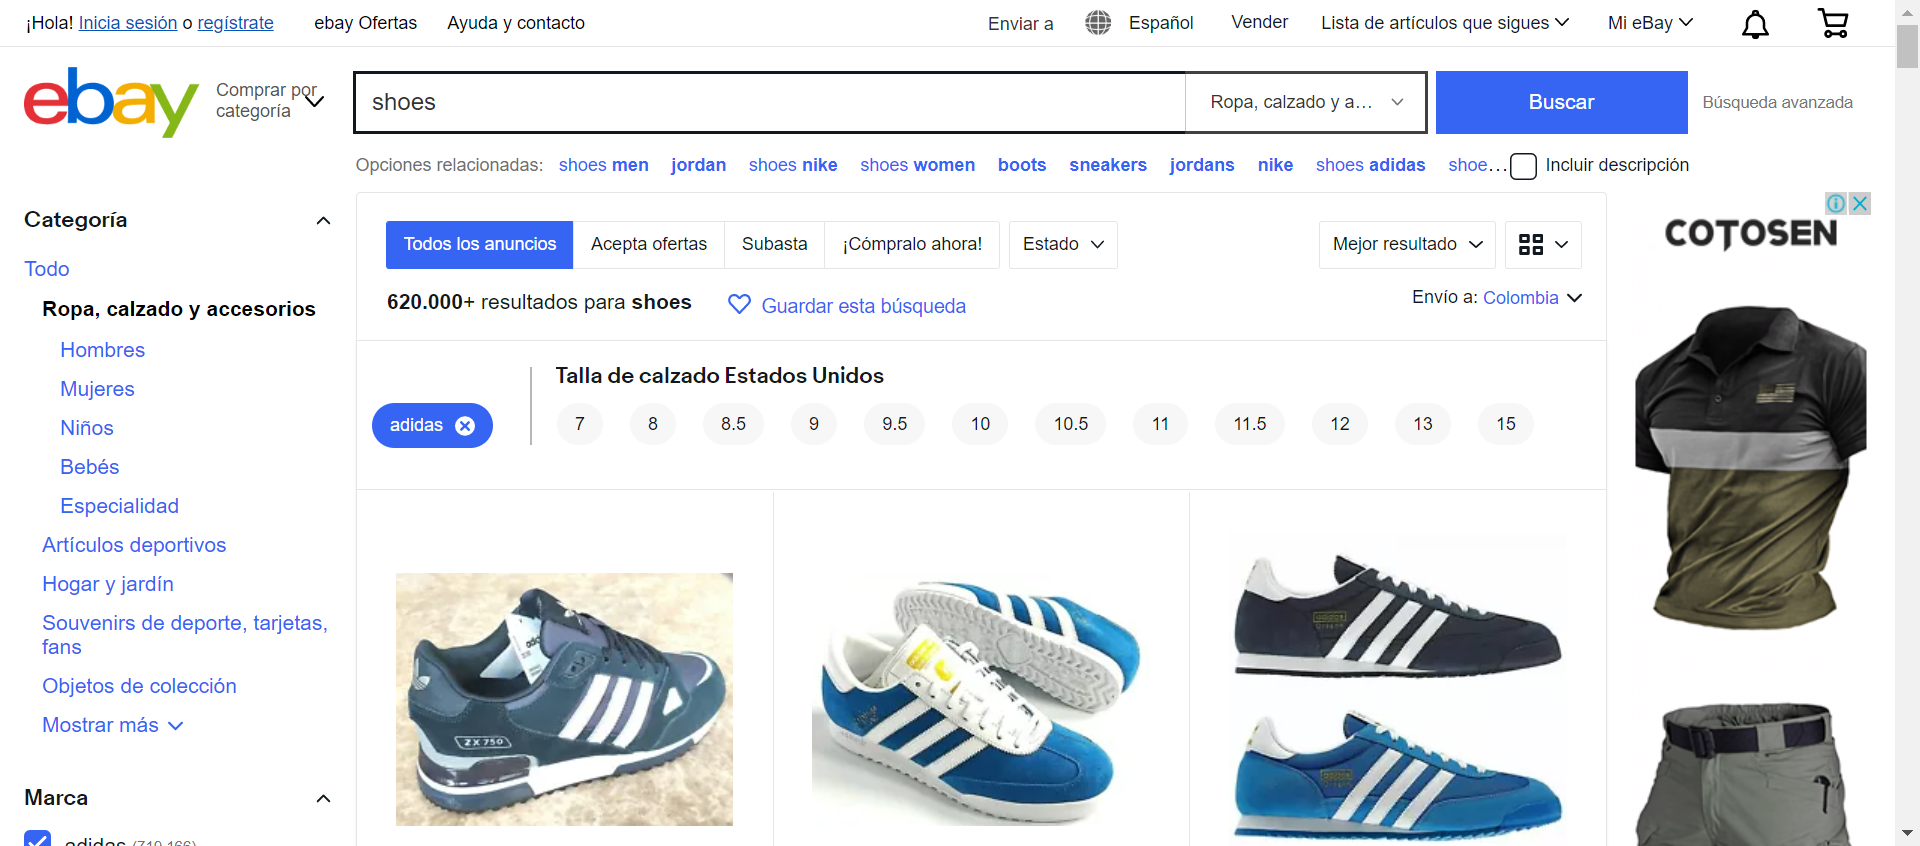 ¡Hola! Inicia sesión o regístrate
ebay Ofertas
Ayuda y contacto
Enviar a
Español
Vender
Lista de artículos que sigues
Mi eBay
ebay
Comprar por
categoría
shoes
Ropa, calzado y a...
Buscar
Búsqueda avanzada
Opciones relacionadas: shoes men jordan shoes nike shoes women boots sneakers jordans nike shoes adidas shoe...
Incluir descripción
Categoría
Todo
Ropa, calzado y accesorios
Hombres
Mujeres
Niños
Bebés
Especialidad
Artículos deportivos
Hogar y jardín
Souvenirs de deporte, tarjetas,
fans
Objetos de colección
Mostrar más
Marca
adidas (719.166)
Todos los anuncios
Acepta ofertas
Subasta
¡Cómpralo ahora!
Estado
Mejor resultado
620.000+ resultados para shoes
Guardar esta búsqueda
Envío a: Colombia
adidas
Talla de calzado Estados Unidos
7 8 8.5 9 9.5 10 10.5 11 11.5 12 13 15
ZX 750
COTOSEN